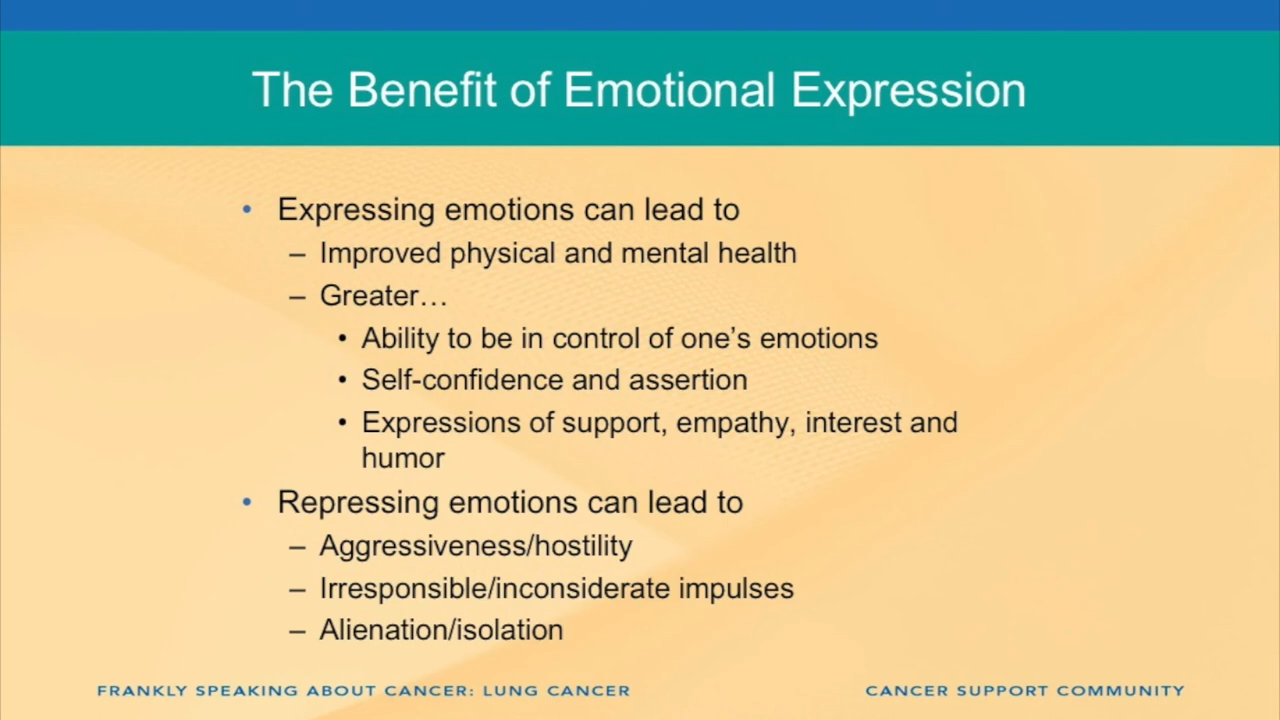 The Benefit of Emotional Expression
• Expressing emotions can lead to
– Improved physical and mental health
– Greater…
• Ability to be in control of one’s emotions
• Self-confidence and assertion
• Expressions of support, empathy, interest and
humor
• Repressing emotions can lead to
– Aggressiveness/hostility
– Irresponsible/inconsiderate impulses
– Alienation/isolation
FRANKLY SPEAKING ABOUT CANCER: LUNG CANCER
CANCER SUPPORT COMMUNITY